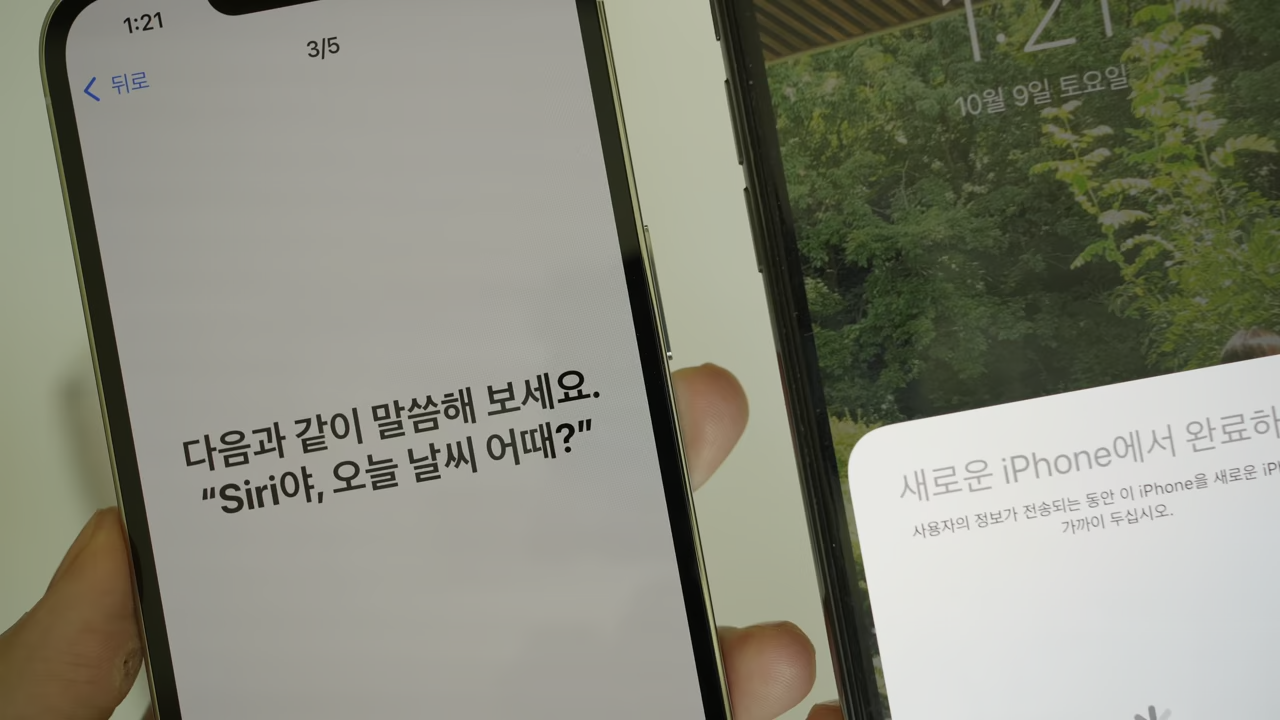 1:21
3/5
뒤로
다음과 같이 말씀해 보세요.
“Siri야, 오늘 날씨 어때?”
1:21
10월 9일 토요일
새로운 iPhone에서 완료하
사용자의 정보가 전송되는 동안 이 iPhone을 새로운
가까이 두십시오.